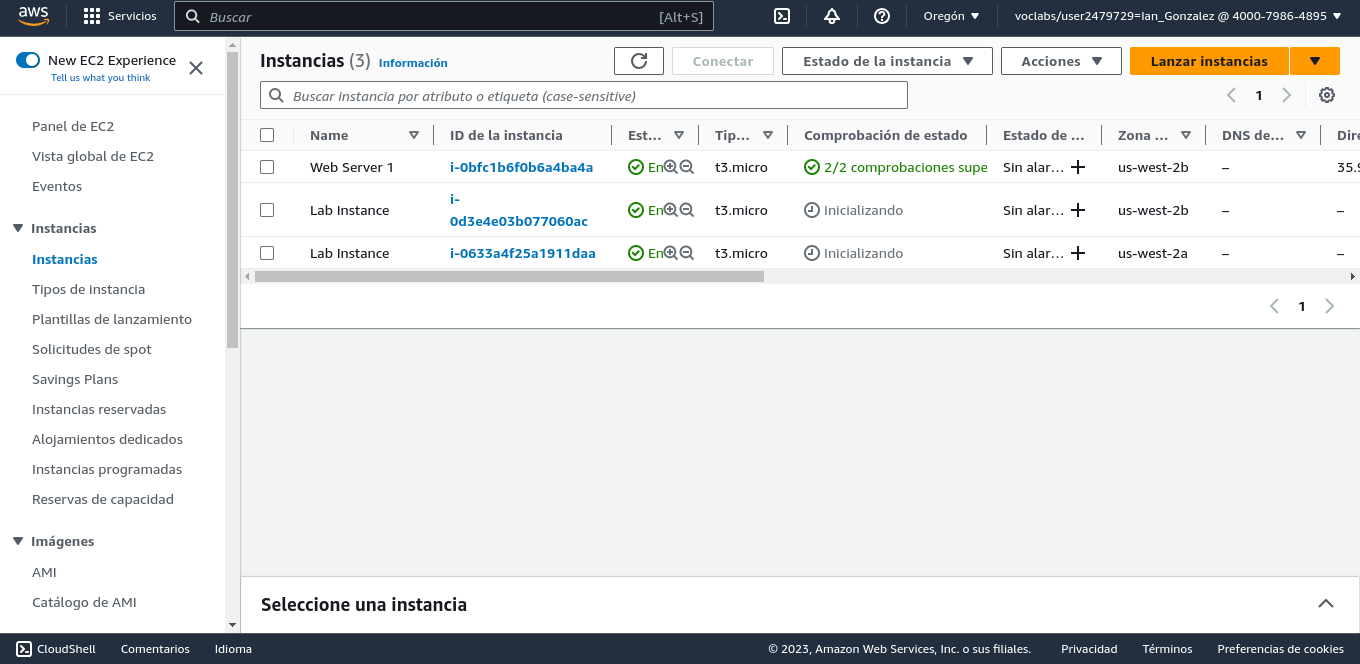 aws Servicios Buscar [Alt+S] Oregón voclabs/user2479729=Ian_Gonzalez @ 4000-7986-4895
New EC2 Experience
Tell us what you think
Panel de EC2
Vista global de EC2
Eventos
Instancias
Instancias
Tipos de instancia
Plantillas de lanzamiento
Solicitudes de spot
Savings Plans
Instancias reservadas
Alojamientos dedicados
Instancias programadas
Reservas de capacidad
Imágenes
AMI
Catálogo de AMI
Instancias (3) Información Conectar Estado de la instancia Acciones Lanzar instancias
Buscar instancia por atributo o etiqueta (case-sensitive) 1
Name ID de la instancia Est... Tip... Comprobación de estado Estado de ... Zona ... DNS de... Dire
Web Server 1 i-0bfc1b6f0b6a4ba4a En t3.micro 2/2 comprobaciones supe Sin alar... us-west-2b – 35.9
i-
Lab Instance 0d3e4e03b077060ac En t3.micro Inicializando Sin alar... us-west-2b – –
Lab Instance i-0633a4f25a1911daa En t3.micro Inicializando Sin alar... us-west-2a – –
1
Seleccione una instancia
CloudShell Comentarios Idioma © 2023, Amazon Web Services, Inc. o sus filiales. Privacidad Términos Preferencias de cookies